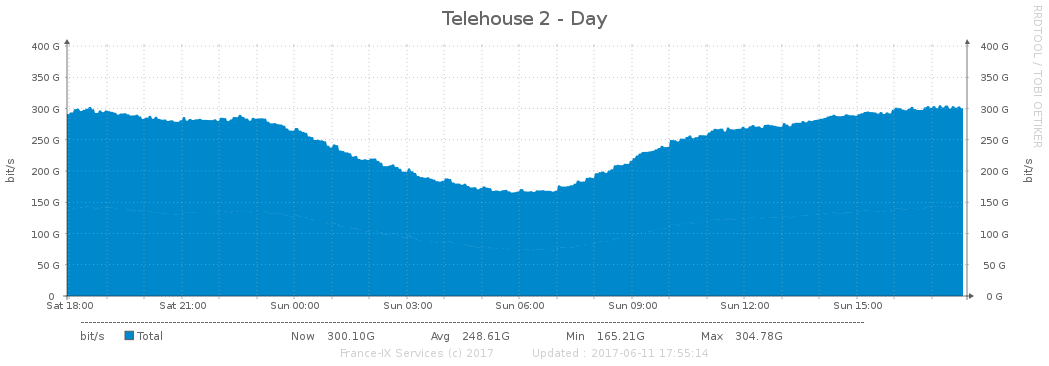 Telehouse 2 - Day
RRDTOOL / TOBI OETIKER
400 G 400 G
350 G 350 G
300 G 300 G
250 G 250 G
200 G 200 G
150 G 150 G
100 G 100 G
50 G 50 G
0 0 G
bit/s bit/s
Sat 18:00 Sat 21:00 Sun 00:00 Sun 03:00 Sun 06:00 Sun 09:00 Sun 12:00 Sun 15:00
bit/s Total Now 300.10G Avg 248.61G Min 165.21G Max 304.78G
France-IX Services (c) 2017 Updated : 2017-06-11 17:55:14